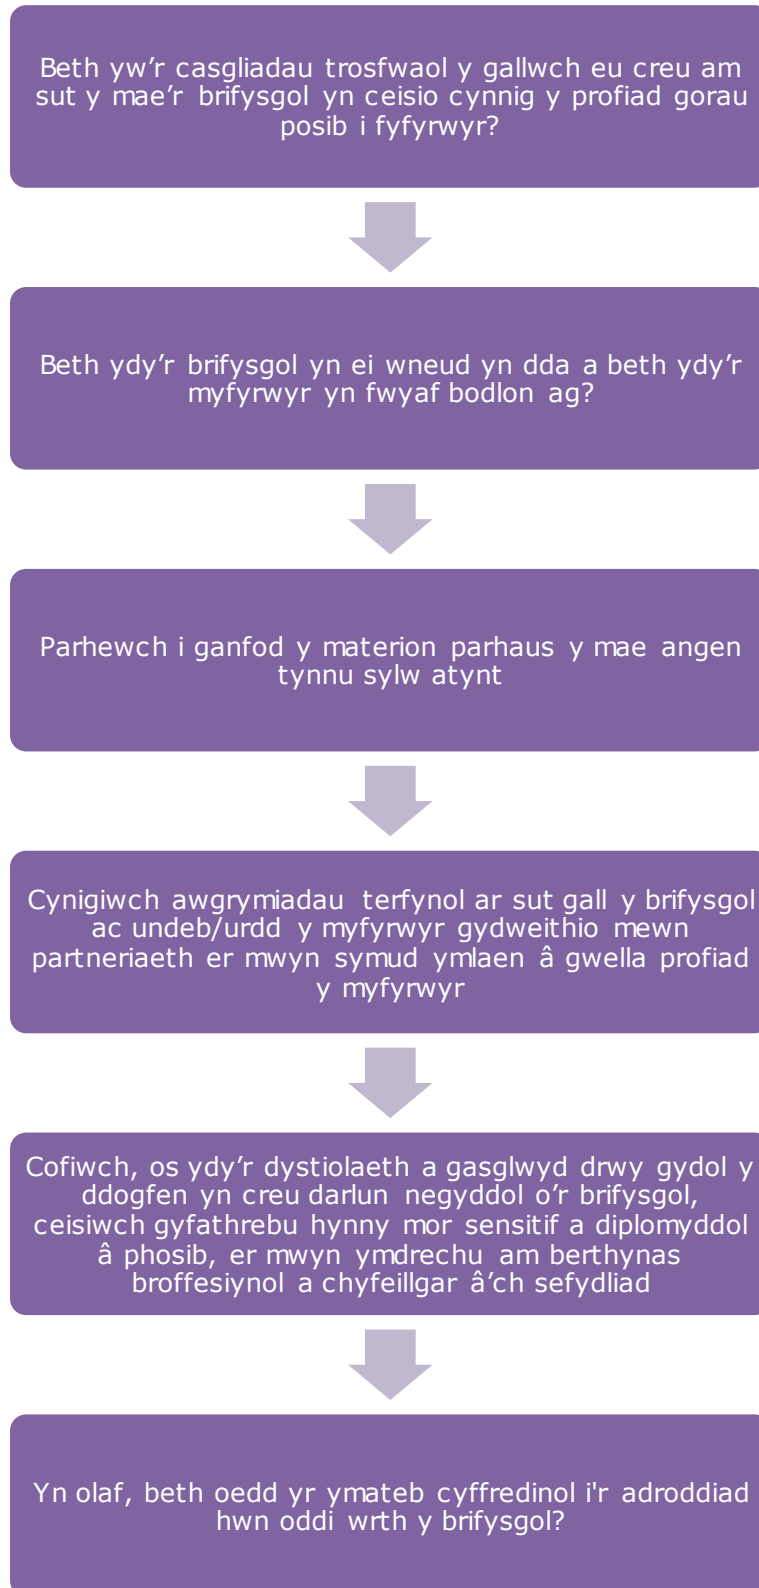 Beth yw'r casgliadau trosfwaol y gallwch eu creu am
sut y mae’r brifysgol yn ceisio cynnig y profiad gorau
posib i fyfyrwyr?
Beth ydy’r brifysgol yn ei wneud yn dda a beth ydy’r
myfyrwyr yn fwyaf bodlon ag?
Parhewch i ganfod y materion parhaus y mae angen
tynnu sylw atynt
Cynigiwch awgrymiadau terfynol ar sut gall y brifysgol
ac undeb/urdd y myfyrwyr gydweithio mewn
partneriaeth er mwyn symud ymlaen â gwella profiad
y myfyrwyr
Cofiwch, os ydy’r dystiolaeth a gasglwyd drwy gydol y
ddogfen yn creu darlun negyddol o’r brifysgol,
ceisiwch gyfathrebu hynny mor sensitif a diplomyddol
â phosib, er mwyn ymdrechu am berthynas
broffesiynol a chyfeillgar â’ch sefydliad
Yn olaf, beth oedd yr ymateb cyffredinol i'r adroddiad
hwn oddi wrth y brifysgol?